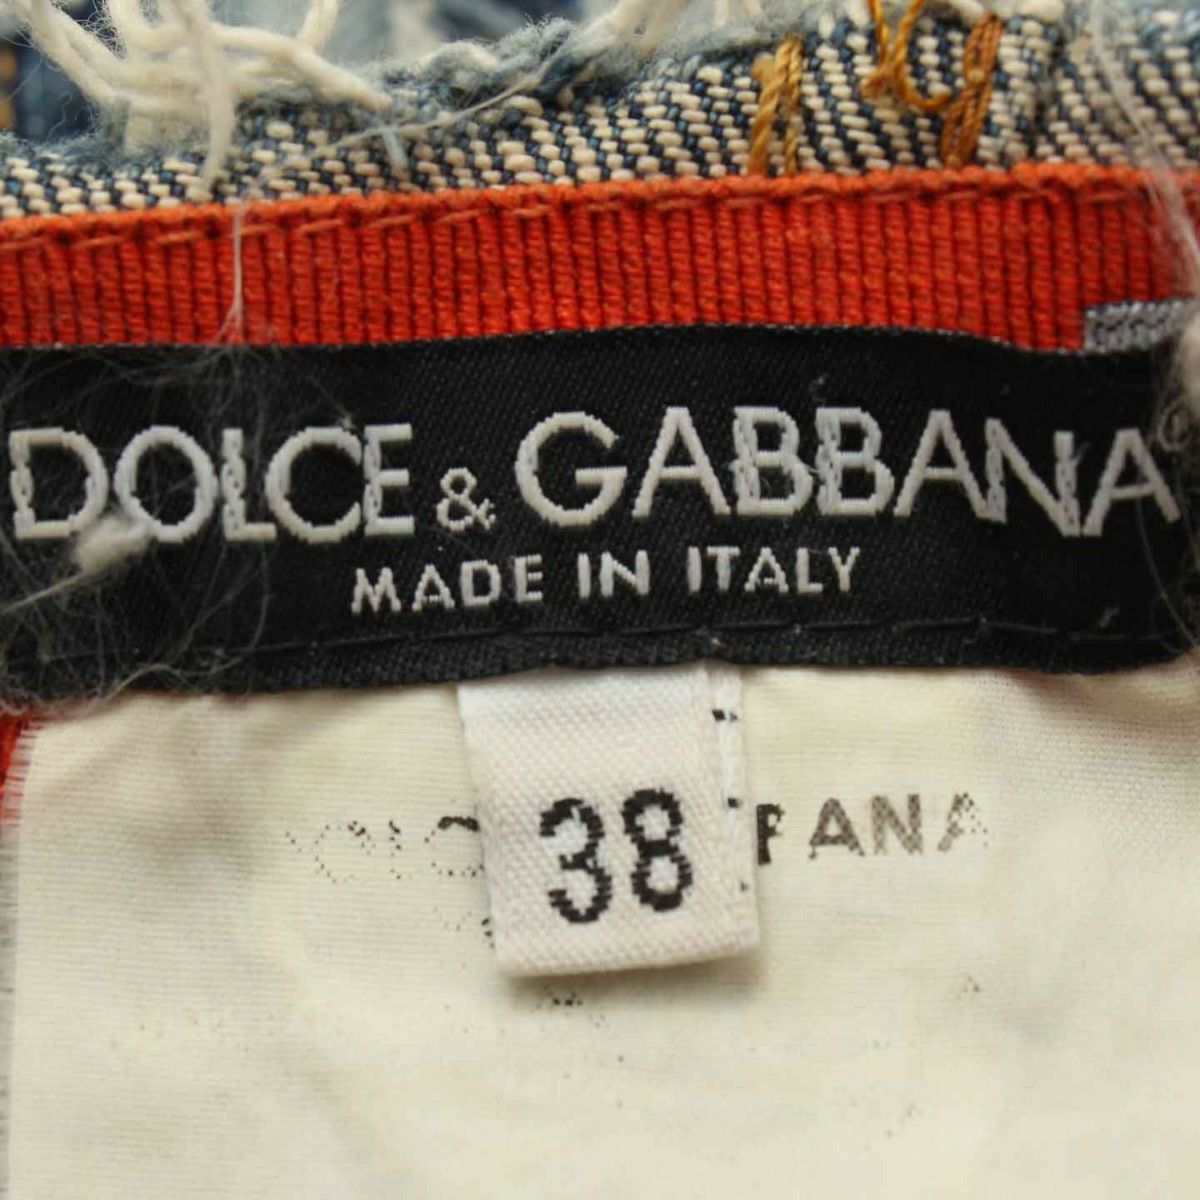 DOLCE & GABBANA
MADE IN ITALY
38